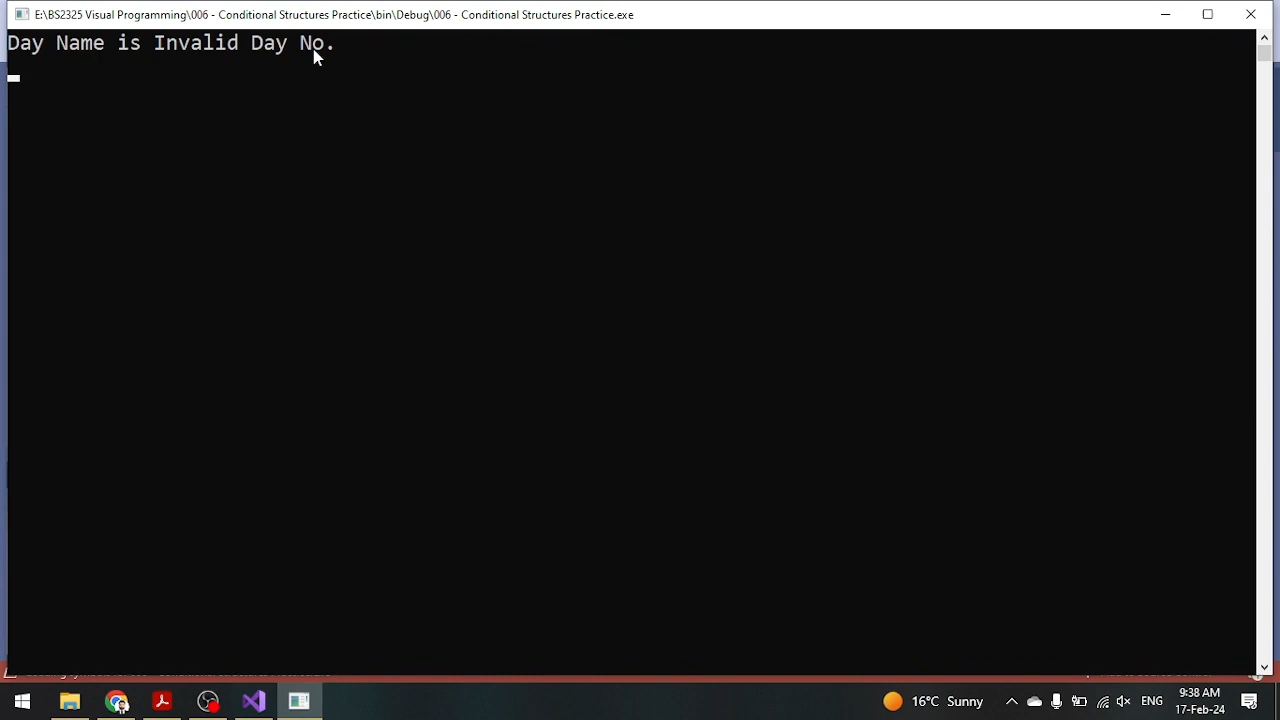 E:\BS2325 Visual Programming\006 - Conditional Structures Practice\bin\Debug\006 - Conditional Structures Practice.exe
Day Name is Invalid Day No.
16°C Sunny
ENG
9:38 AM
17-Feb-24